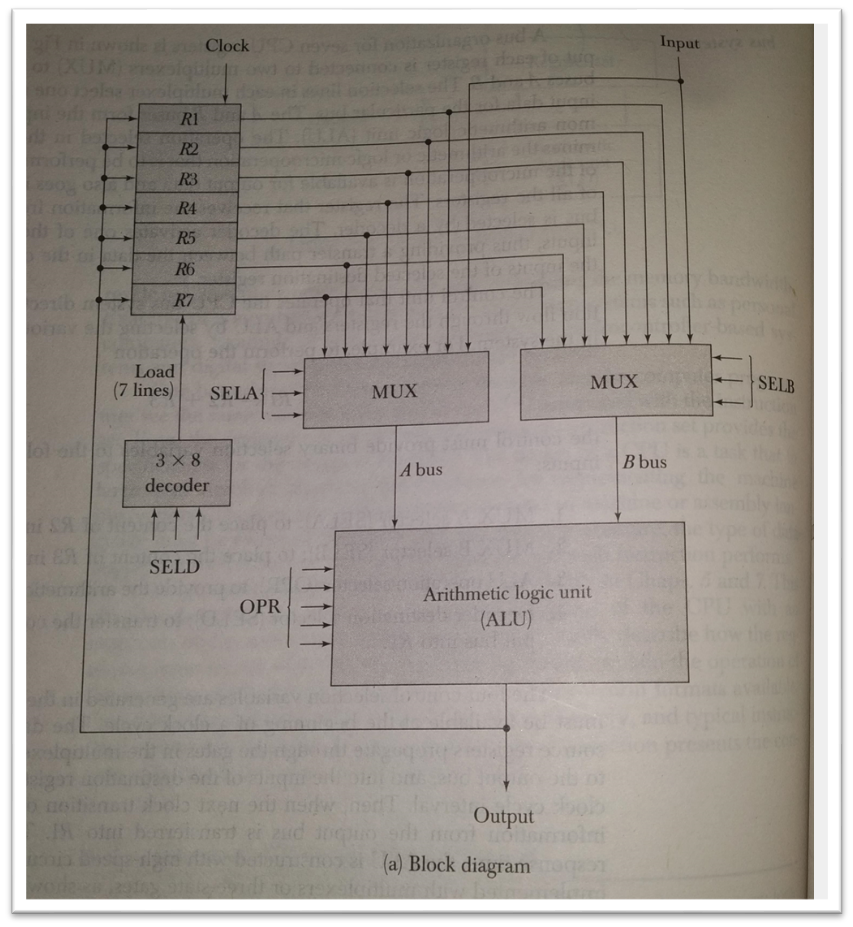 Clock
Input
R1
R2
R3
R4
R5
R6
R7
Load
(7 lines)
SELA
MUX
MUX
SELB
3 × 8
decoder
A bus
B bus
SELD
OPR
Arithmetic logic unit
(ALU)
Output
(a) Block diagram